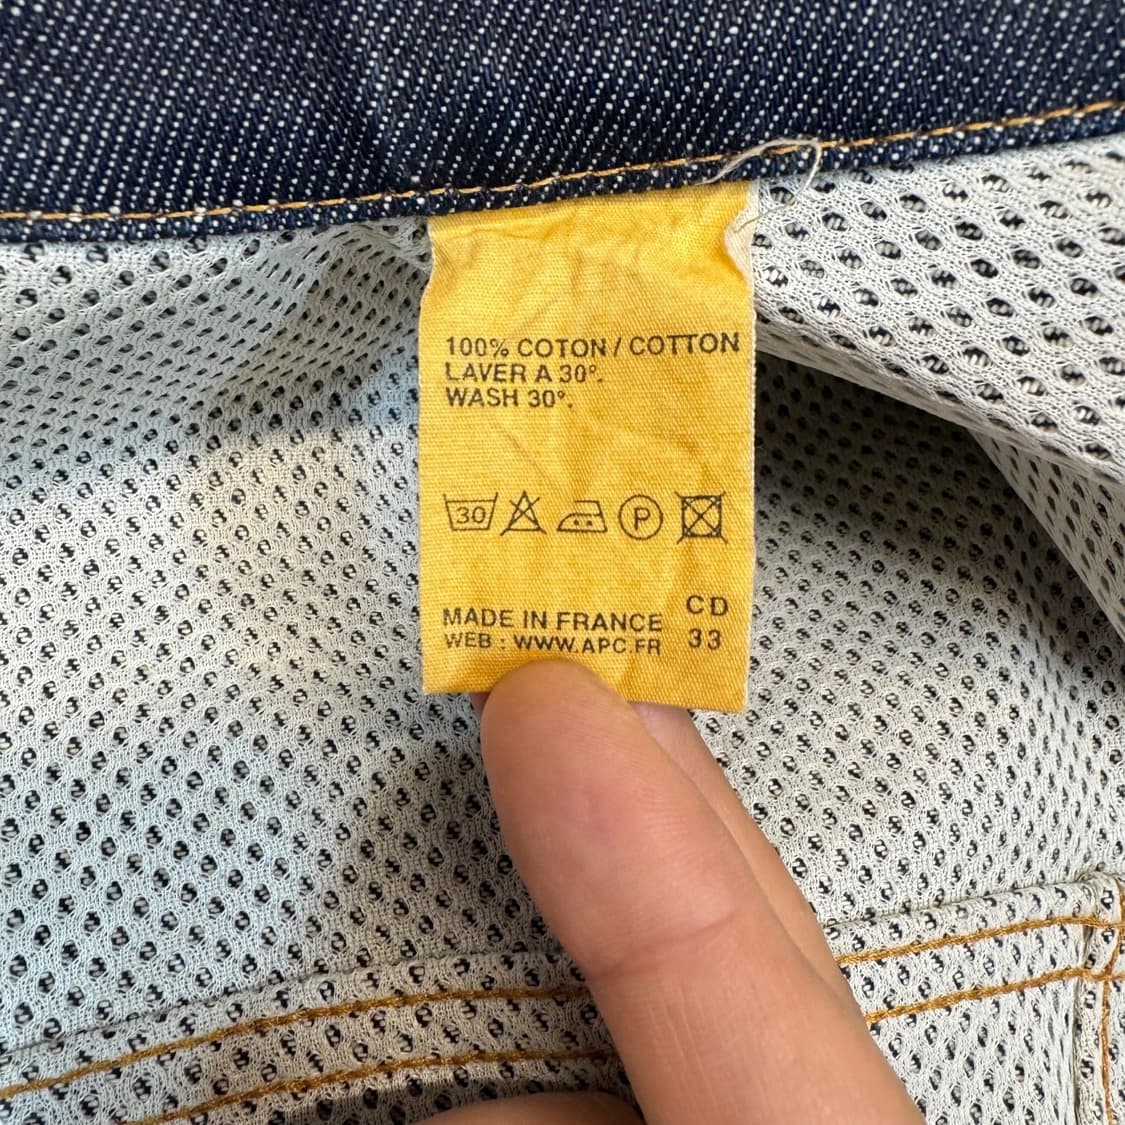 100% COTON / COTTON
LAVER A 30°.
WASH 30°.
30 P
MADE IN FRANCE
WEB : WWW.APC.FR
CD
33